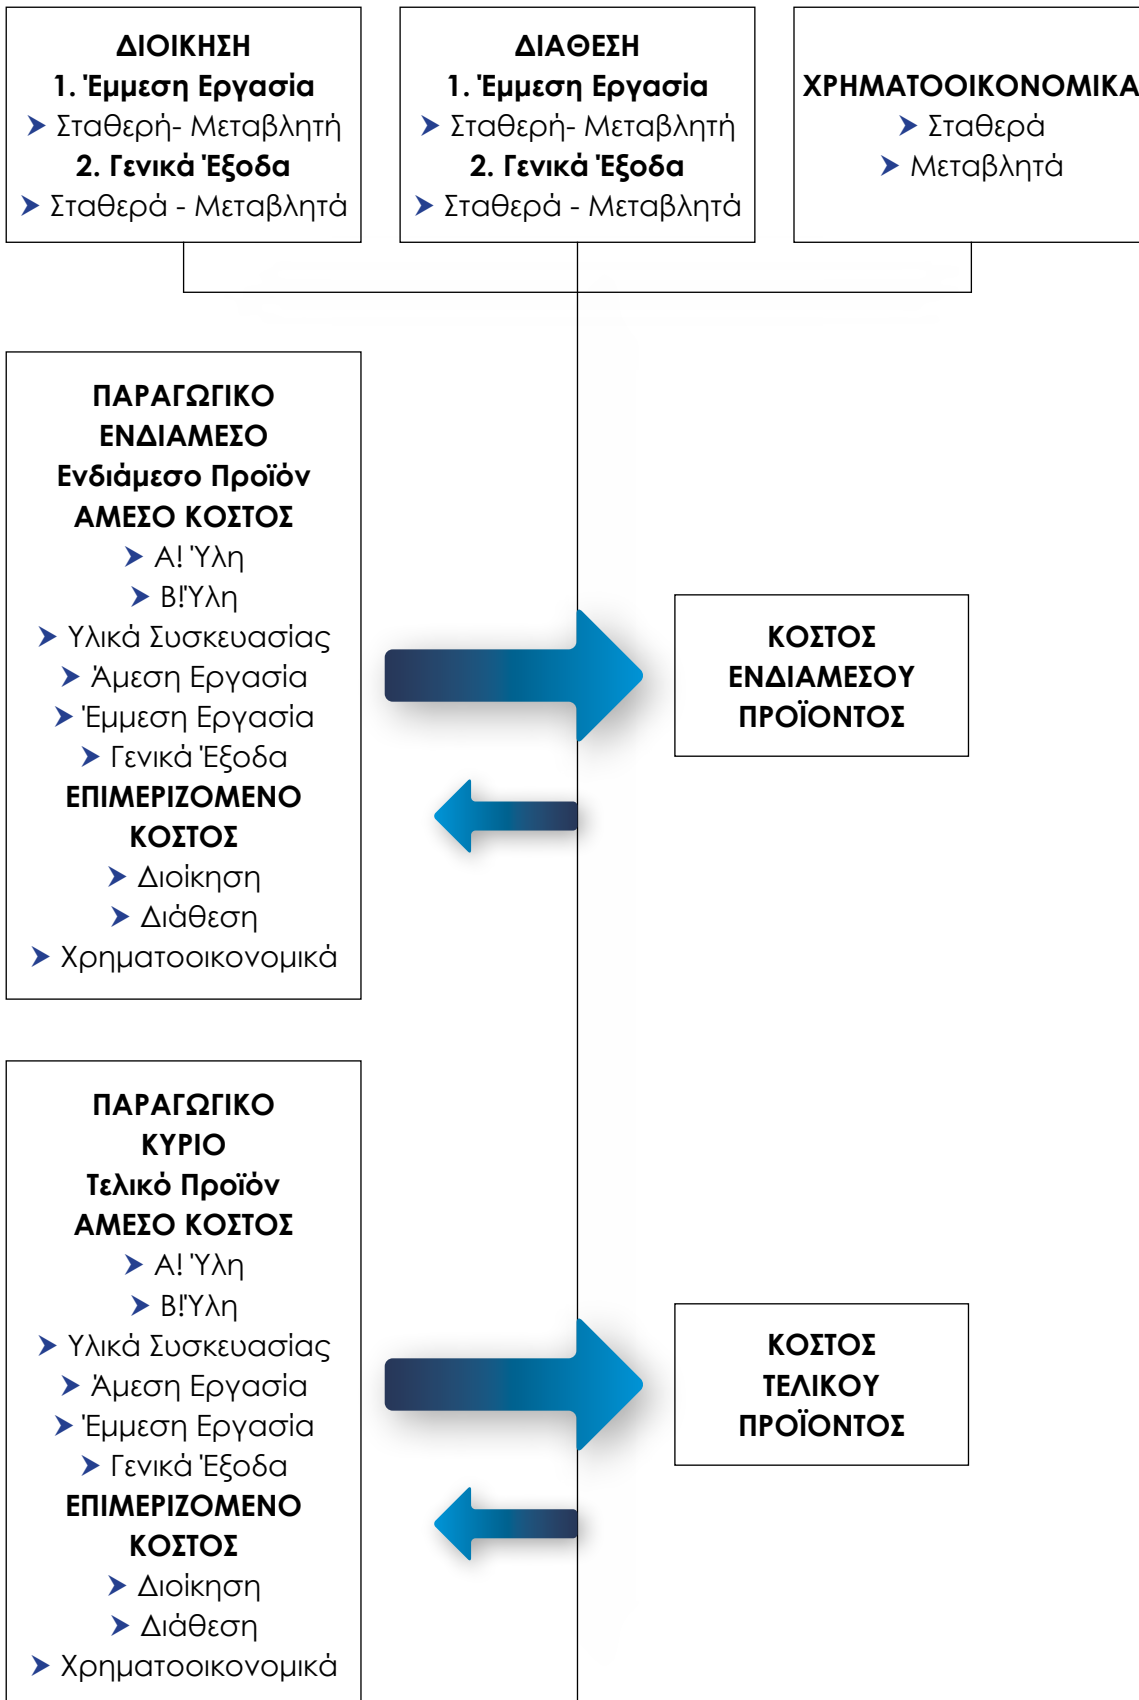 ΔΙΟΙΚΗΣΗ
1. Έμμεση Εργασία
➤ Σταθερή- Μεταβλητή
2. Γενικά Έξοδα
➤ Σταθερά - Μεταβλητά
ΔΙΑΘΕΣΗ
1. Έμμεση Εργασία
➤ Σταθερή- Μεταβλητή
2. Γενικά Έξοδα
➤ Σταθερά - Μεταβλητά
ΧΡΗΜΑΤΟΟΙΚΟΝΟΜΙΚΑ
➤ Σταθερά
➤ Μεταβλητά
ΠΑΡΑΓΩΓΙΚΟ
ΕΝΔΙΑΜΕΣΟ
Ενδιάμεσο Προϊόν
ΑΜΕΣΟ ΚΟΣΤΟΣ
➤ Α! Ύλη
➤ Β!Ύλη
➤ Υλικά Συσκευασίας
➤ Άμεση Εργασία
➤ Έμμεση Εργασία
➤ Γενικά Έξοδα
ΕΠΙΜΕΡΙΖΟΜΕΝΟ
ΚΟΣΤΟΣ
➤ Διοίκηση
➤ Διάθεση
➤ Χρηματοοικονομικά
ΚΟΣΤΟΣ
ΕΝΔΙΑΜΕΣΟΥ
ΠΡΟΪΟΝΤΟΣ
ΠΑΡΑΓΩΓΙΚΟ
ΚΥΡΙΟ
Τελικό Προϊόν
ΑΜΕΣΟ ΚΟΣΤΟΣ
➤ Α! Ύλη
➤ Β!Ύλη
➤ Υλικά Συσκευασίας
➤ Άμεση Εργασία
➤ Έμμεση Εργασία
➤ Γενικά Έξοδα
ΕΠΙΜΕΡΙΖΟΜΕΝΟ
ΚΟΣΤΟΣ
➤ Διοίκηση
➤ Διάθεση
➤ Χρηματοοικονομικά
ΚΟΣΤΟΣ
ΤΕΛΙΚΟΥ
ΠΡΟΪΟΝΤΟΣ